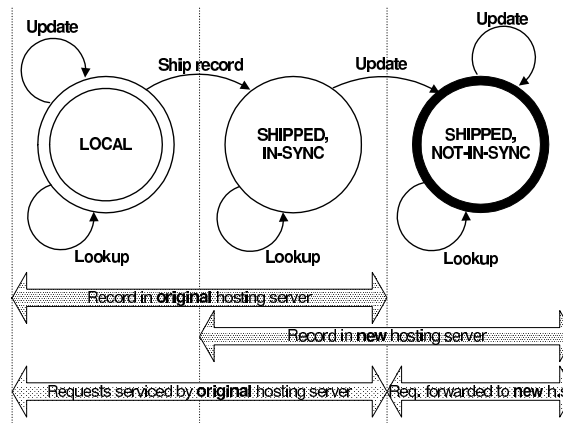 Update
Update
Ship record
Update
LOCAL
SHIPPED,
IN-SYNC
SHIPPED,
NOT-IN-SYNC
Lookup
Lookup
Lookup
Record in original hosting server
Record in new hosting server
Requests serviced by original hosting server
Req. forwarded to new h.s